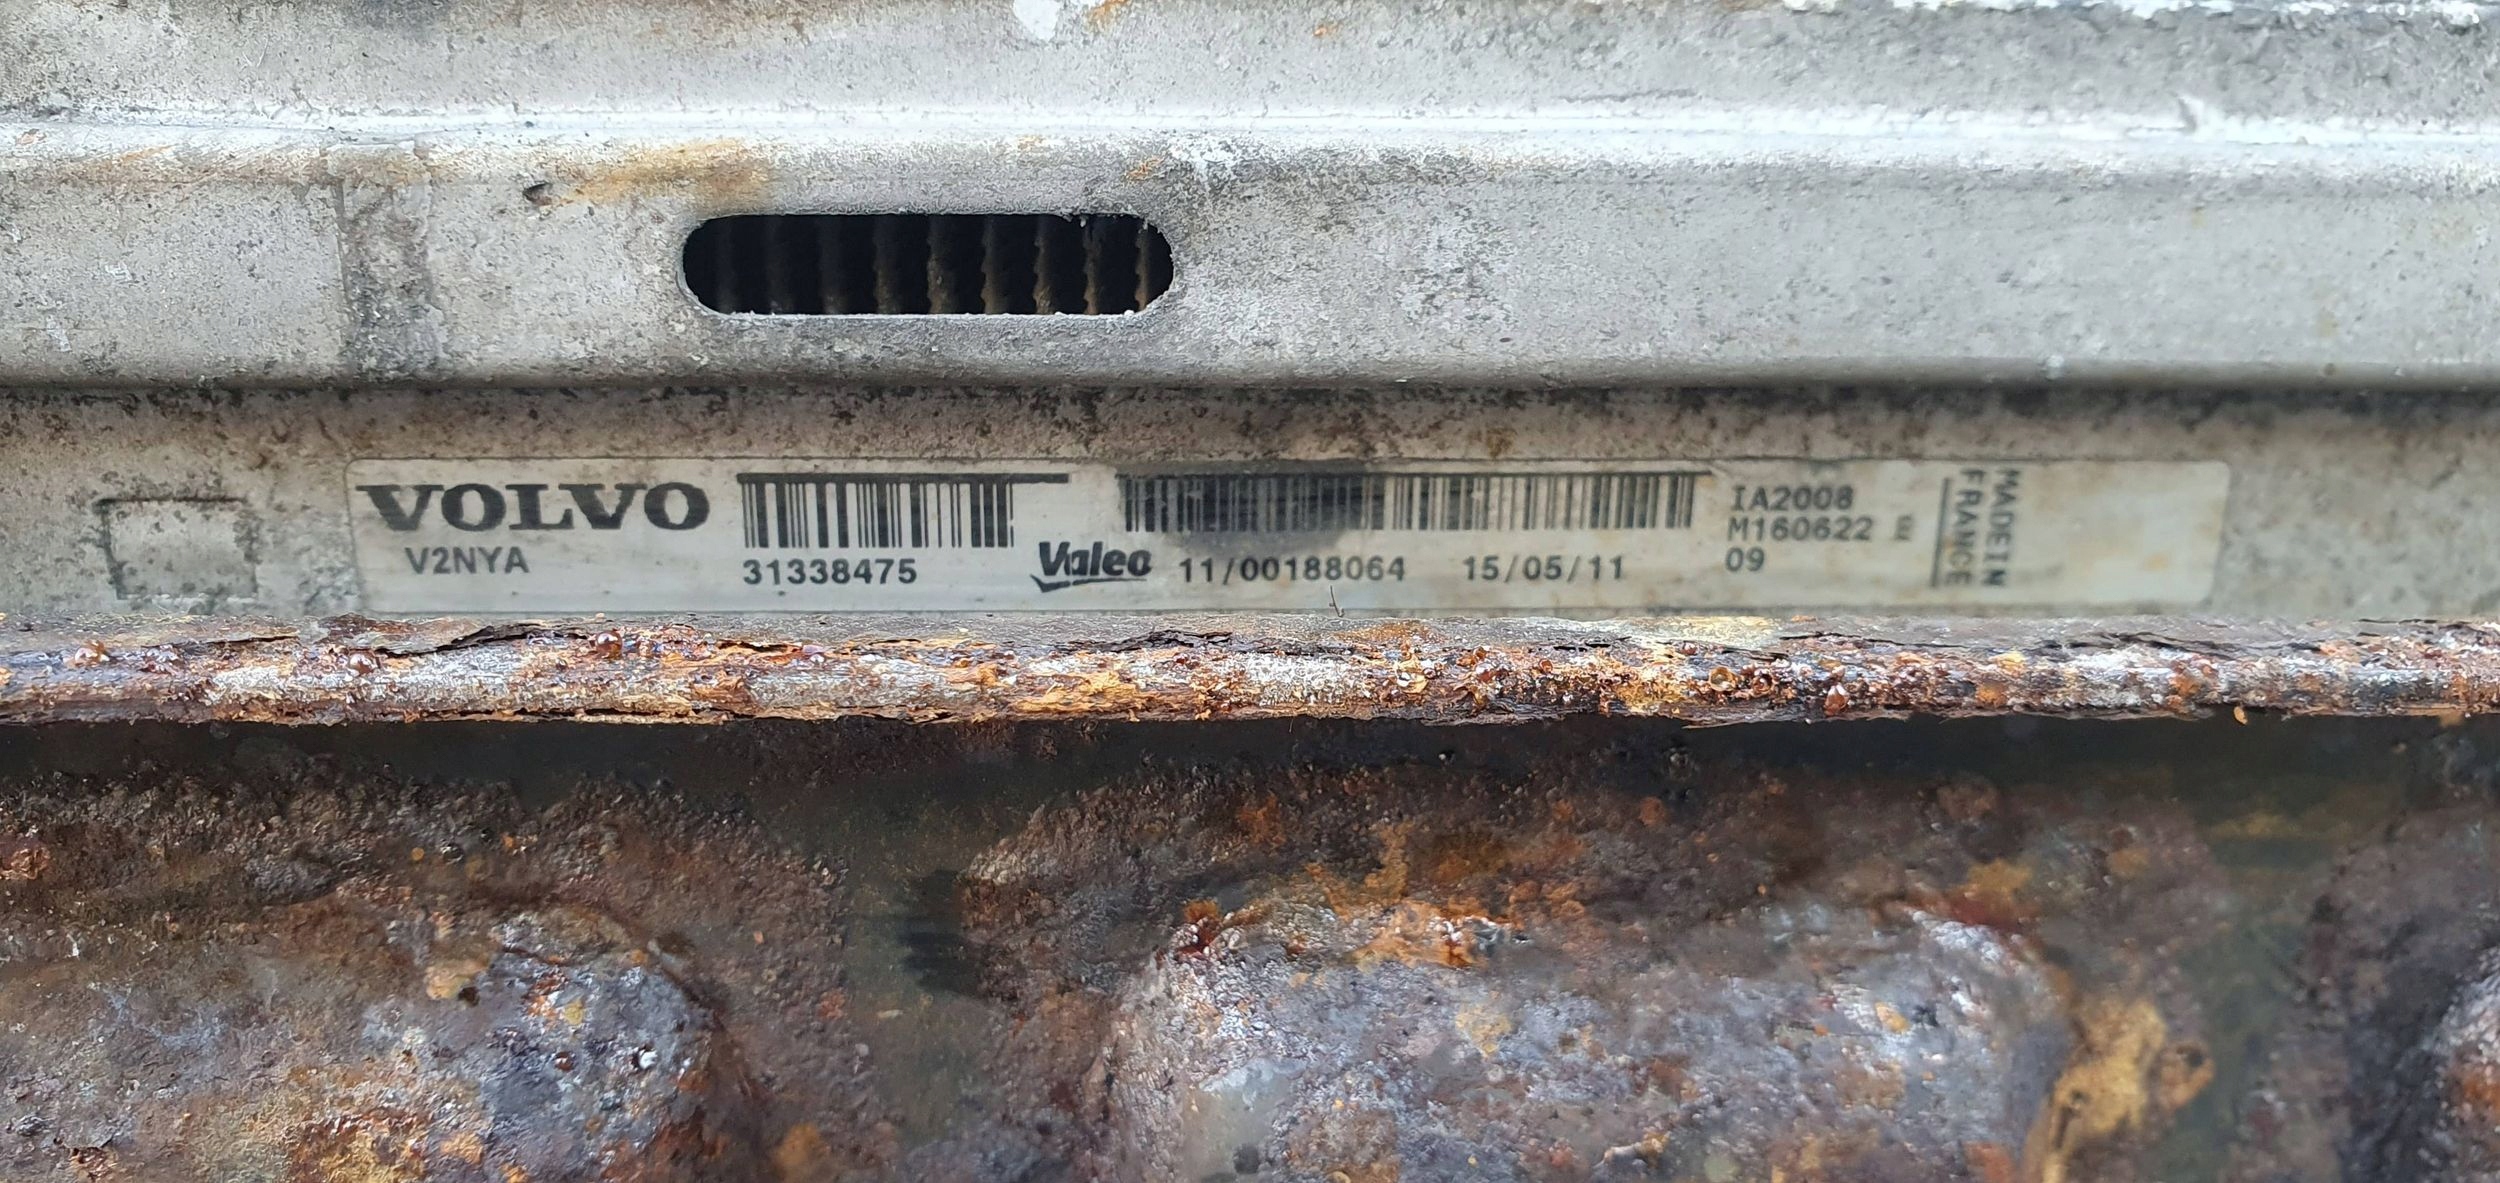 VOLVO
V2NYA
31338475
Valeo 11/00188064 15/05/11
IA2008
M160622 E
09
MADE IN
FRANCE